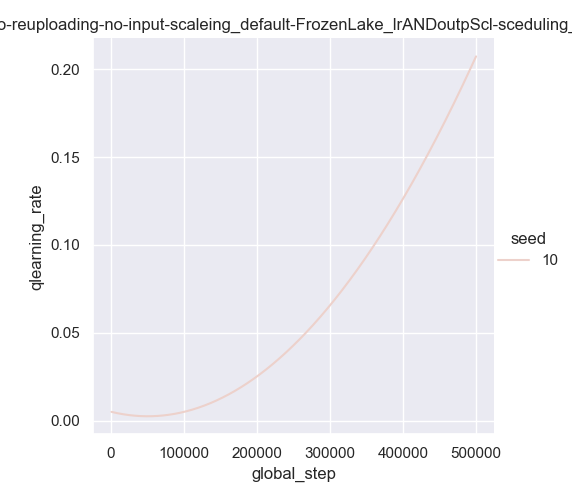 o-reuploading-no-input-scaleing_default-FrozenLake_lrANDoutpScl-sceduling_
0.20
0.15
0.10
0.05
0.00
qlearning_rate
0 100000 200000 300000 400000 500000
global_step
seed
10